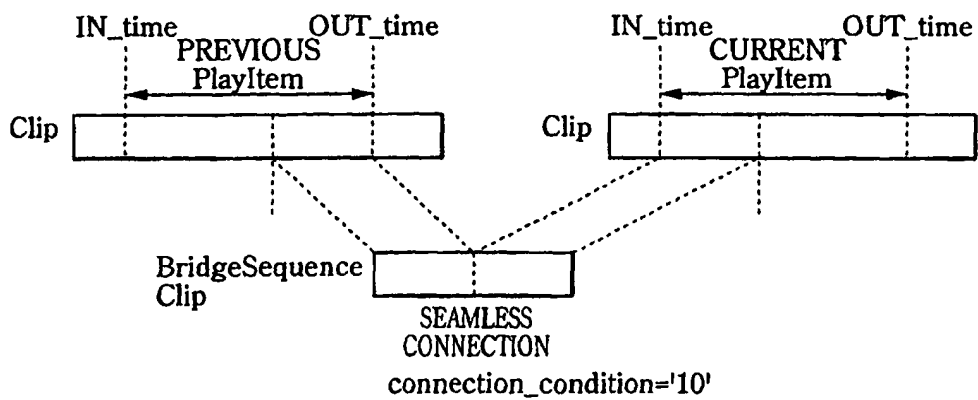 IN_time OUT_time
PREVIOUS
PlayItem
Clip
IN_time OUT_time
CURRENT
PlayItem
Clip
BridgeSequence
Clip
SEAMLESS
CONNECTION
connection_condition='10'